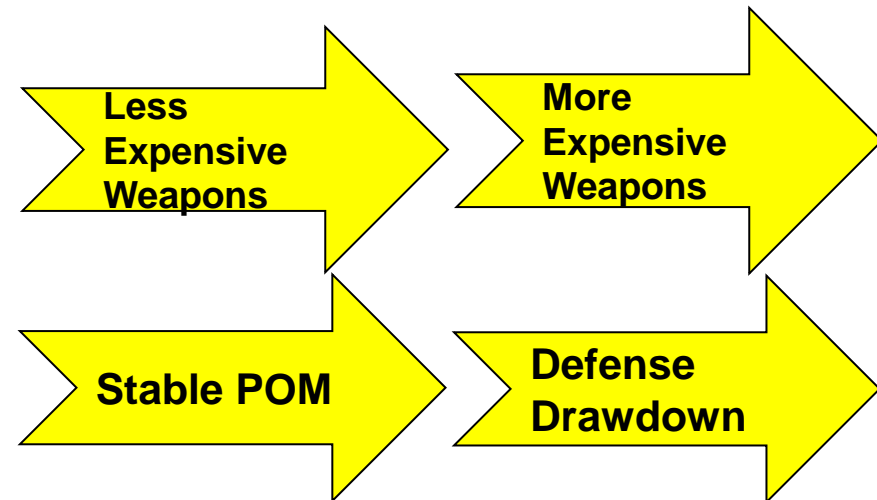 Less
Expensive
Weapons
More
Expensive
Weapons
Stable POM
Defense
Drawdown